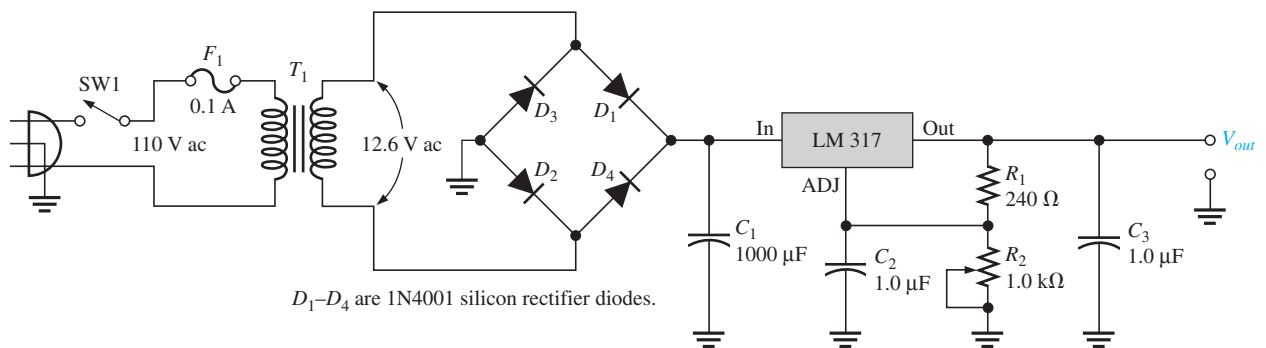 SW1
F1
0.1 A
110 V ac
T1
12.6 V ac
D3
D1
D2
D4
D1–D4 are 1N4001 silicon rectifier diodes.
C1
1000 μF
In
LM 317
Out
ADJ
C2
1.0 μF
R1
240 Ω
R2
1.0 kΩ
C3
1.0 μF
Vout